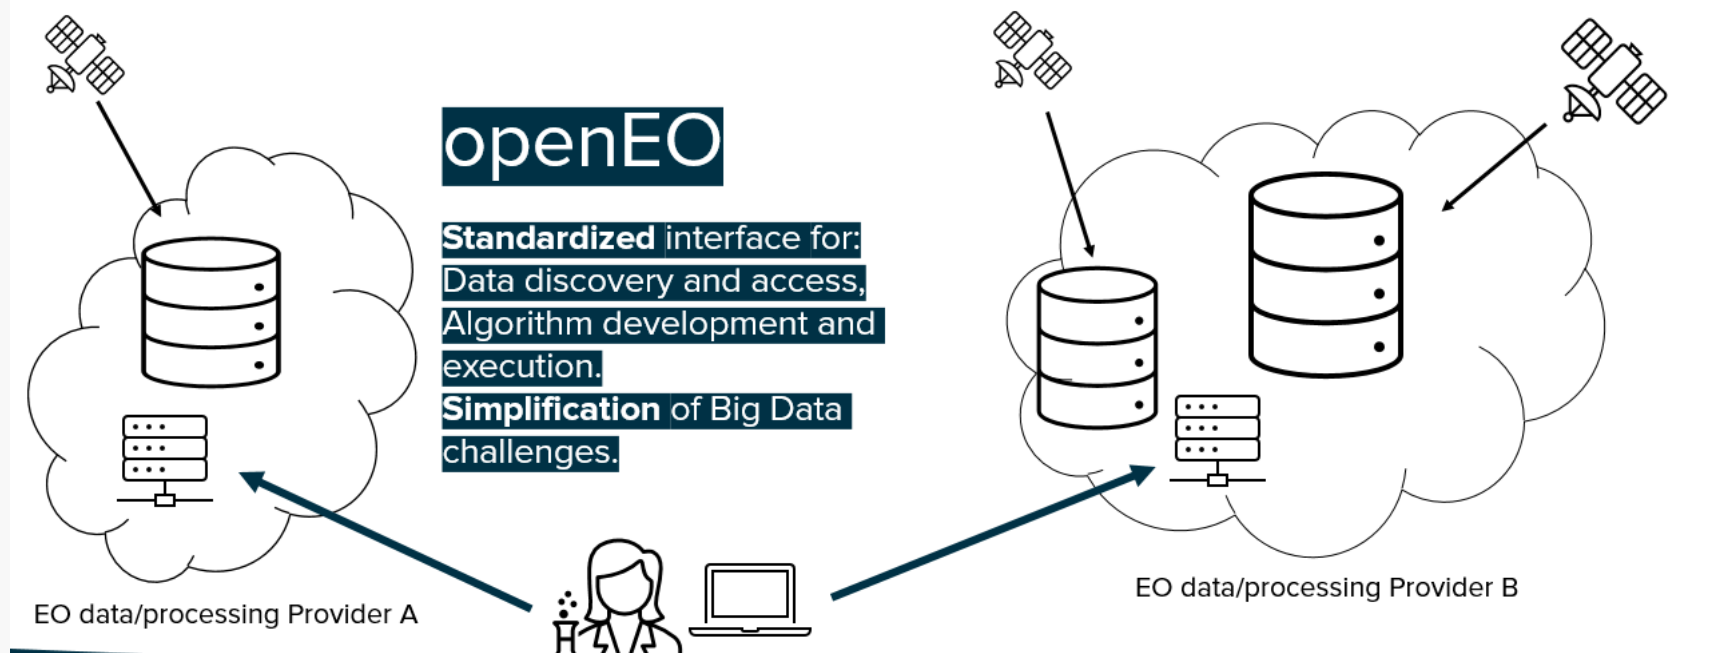 openEO
Standardized interface for:
Data discovery and access,
Algorithm development and
execution.
Simplification of Big Data
challenges.
EO data/processing Provider A
EO data/processing Provider B